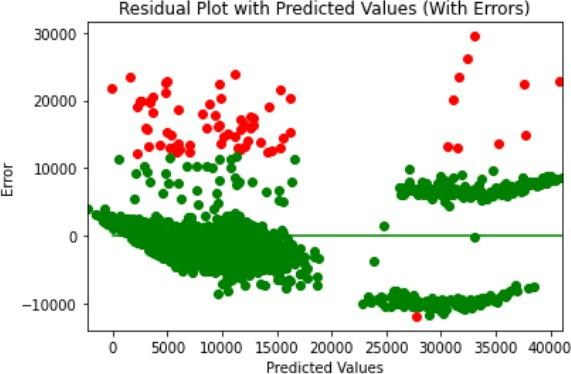 Residual Plot with Predicted Values (With Errors)
30000
20000
10000
0
−10000
Error
0 5000 10000 15000 20000 25000 30000 35000 40000
Predicted Values